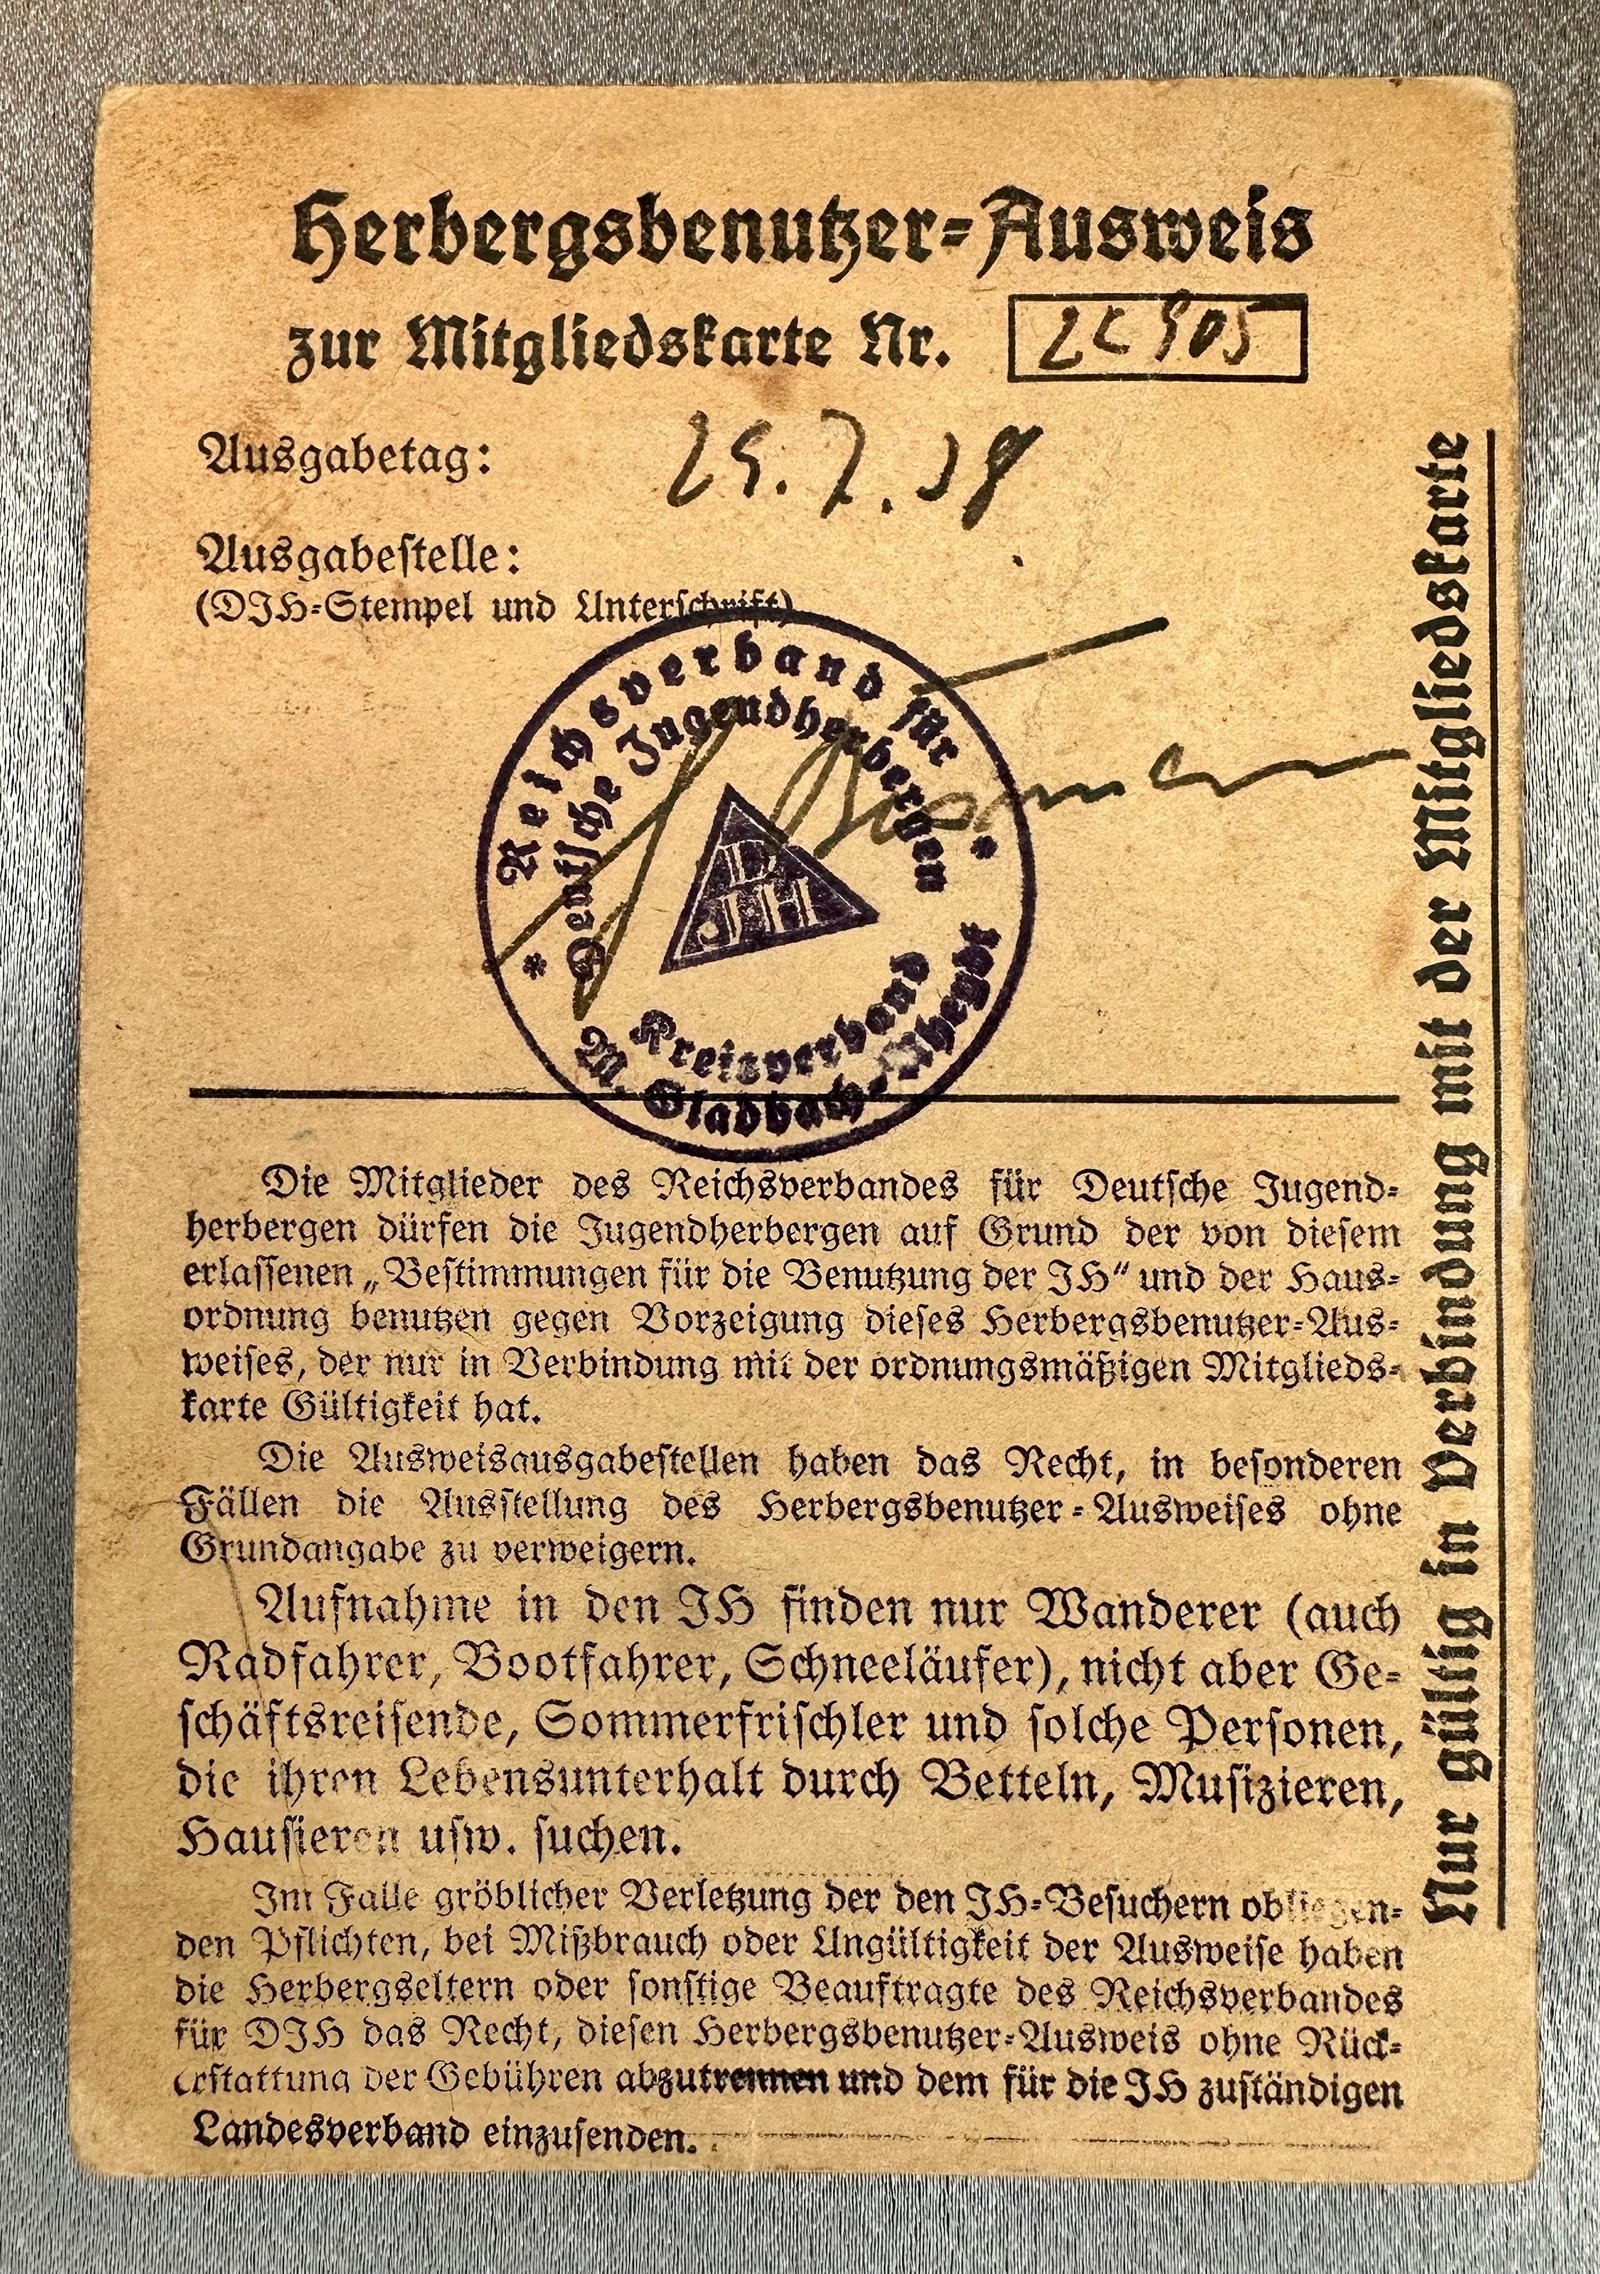 Herbergsbenutzer-Ausweis
zur Mitgliedskarte Nr.
Ausgabetag:
Ausgabestelle:
(DJH-Stempel und Unterschrift)
* Reichsverband für *
Deutsche Jugendherbergen
DJH
Kreisverband
M. Gladbach-Rheydt
Die Mitglieder des Reichsverbandes für Deutsche Jugend-
herbergen dürfen die Jugendherbergen auf Grund der von diesem
erlassenen „Bestimmungen für die Benutzung der JH“ und der Haus-
ordnung benutzen gegen Vorzeigung dieses Herbergsbenutzer-Aus-
weises, der nur in Verbindung mit der ordnungsmäßigen Mitglieds-
karte Gültigkeit hat.
Die Ausweisausgabestellen haben das Recht, in besonderen
Fällen die Ausstellung des Herbergsbenutzer-Ausweises ohne
Grundangabe zu verweigern.
Aufnahme in den JH finden nur Wanderer (auch
Radfahrer, Bootfahrer, Schneeläufer), nicht aber Ge-
schäftsreisende, Sommerfrischler und solche Personen,
die ihren Lebensunterhalt durch Betteln, Musizieren,
Hausieren usw. suchen.
Im Falle gröblicher Verletzung der den JH-Besuchern obliegen-
den Pflichten, bei Mißbrauch oder Ungültigkeit der Ausweise haben
die Herbergseltern oder sonstige Beauftragte des Reichsverbandes
für DJH das Recht, diesen Herbergsbenutzer-Ausweis ohne Rück-
erstattung der Gebühren abzutrennen und dem für die JH zuständigen
Landesverband einzusenden.
Nur gültig in Verbindung mit der Mitgliedskarte